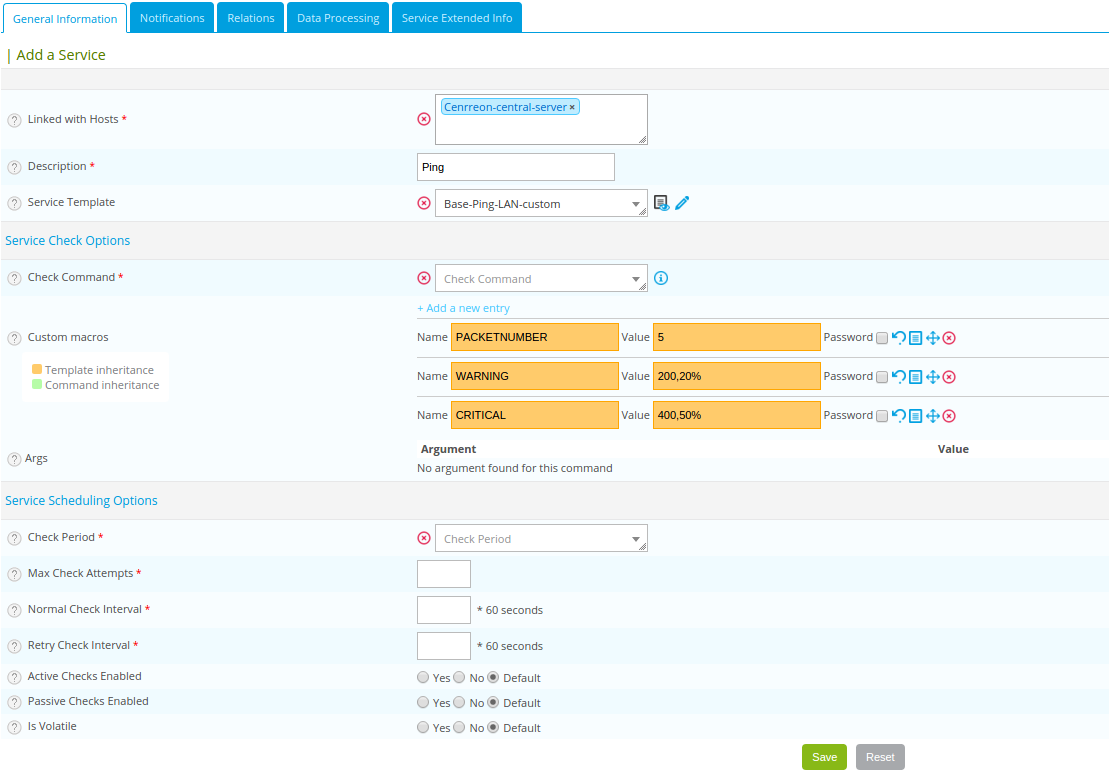 General Information Notifications Relations Data Processing Service Extended Info
Add a Service
Linked with Hosts * Cenrreon-central-server ×
Description * Ping
Service Template Base-Ping-LAN-custom
Service Check Options
Check Command * Check Command
+ Add a new entry
Custom macros Name PACKETNUMBER Value 5 Password
Template inheritance
Command inheritance
Name WARNING Value 200,20% Password
Name CRITICAL Value 400,50% Password
Args Argument Value
No argument found for this command
Service Scheduling Options
Check Period * Check Period
Max Check Attempts *
Normal Check Interval * * 60 seconds
Retry Check Interval * * 60 seconds
Active Checks Enabled Yes No Default
Passive Checks Enabled Yes No Default
Is Volatile Yes No Default
Save Reset